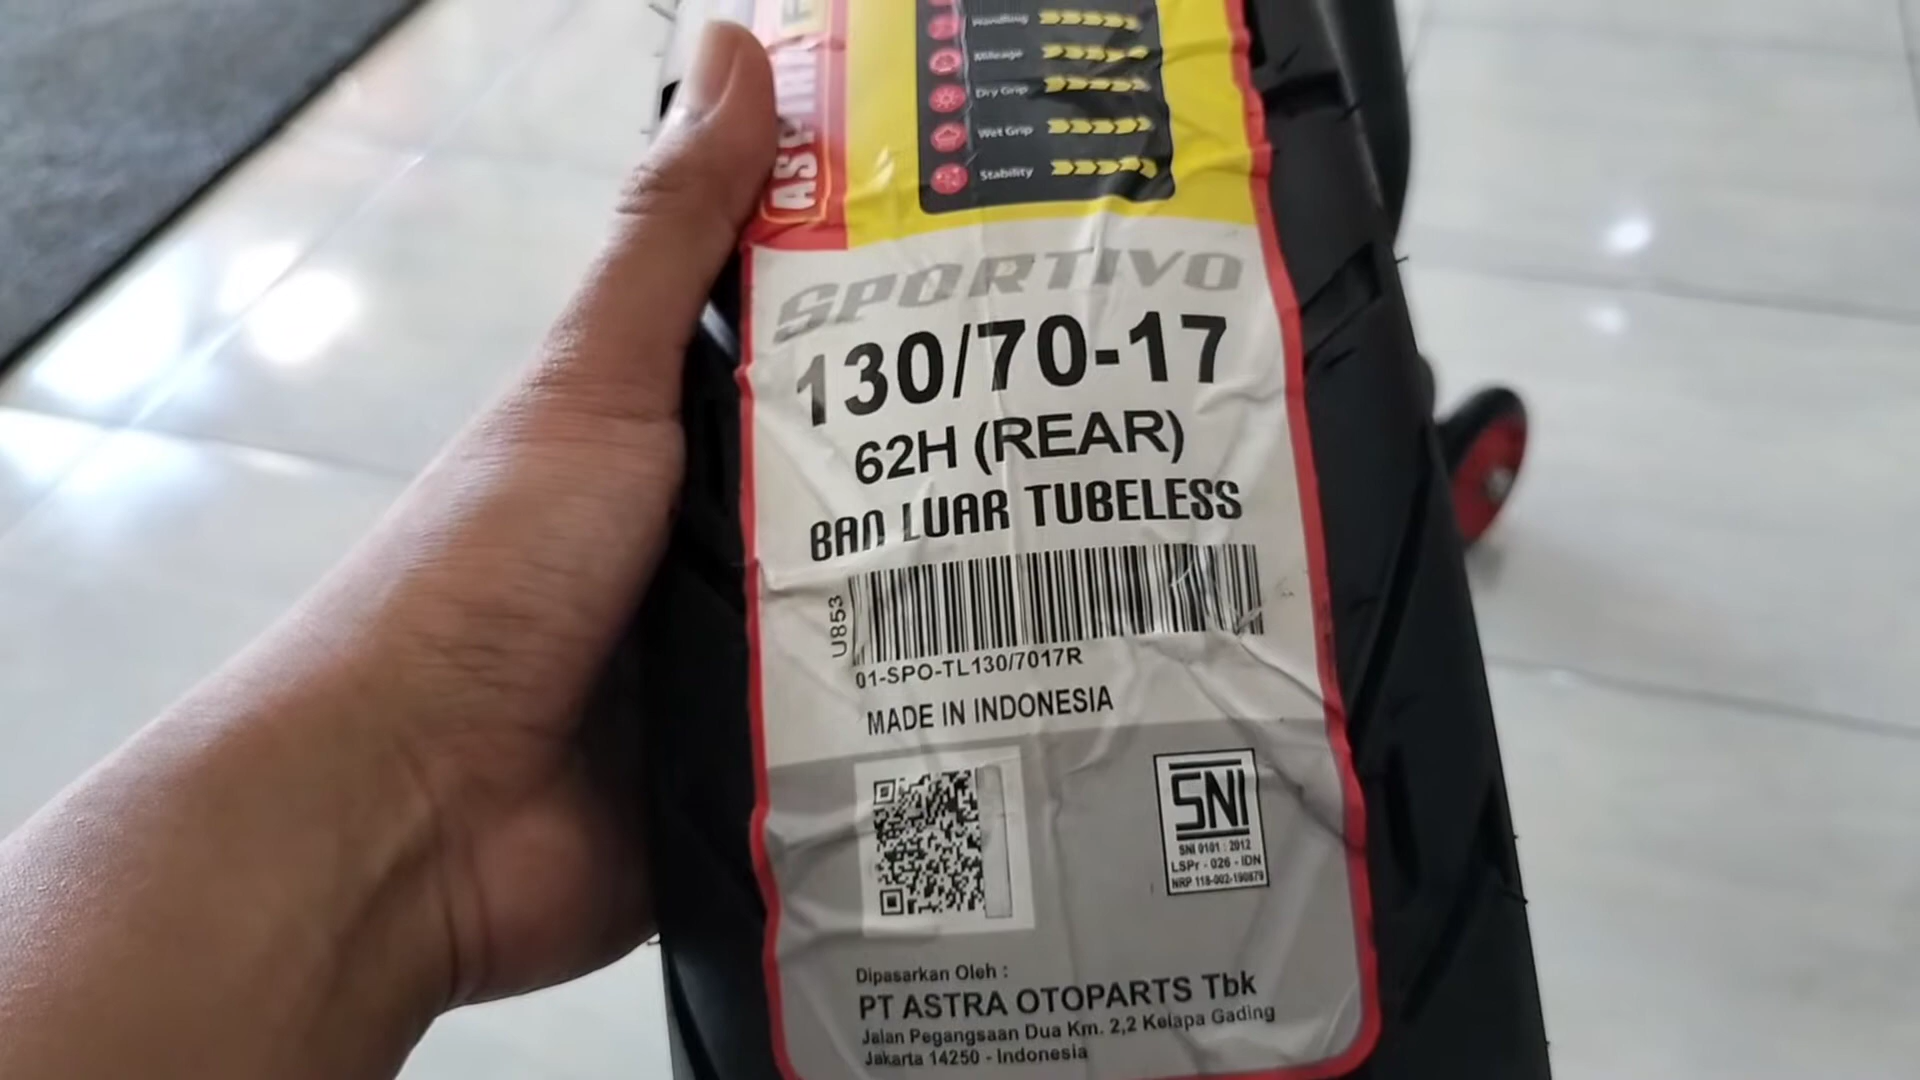 Handling
Mileage
Dry Grip
Wet Grip
Stability
SPORTIVO
130/70-17
62H (REAR)
BAN LUAR TUBELESS
U853
01-SPO-TL130/7017R
MADE IN INDONESIA
SNI
SNI 0101 : 2012
LSPr - 026 - IDN
NRP 118-002-190879
Dipasarkan Oleh :
PT ASTRA OTOPARTS Tbk
Jalan Pegangsaan Dua Km. 2,2 Kelapa Gading
Jakarta 14250 - Indonesia